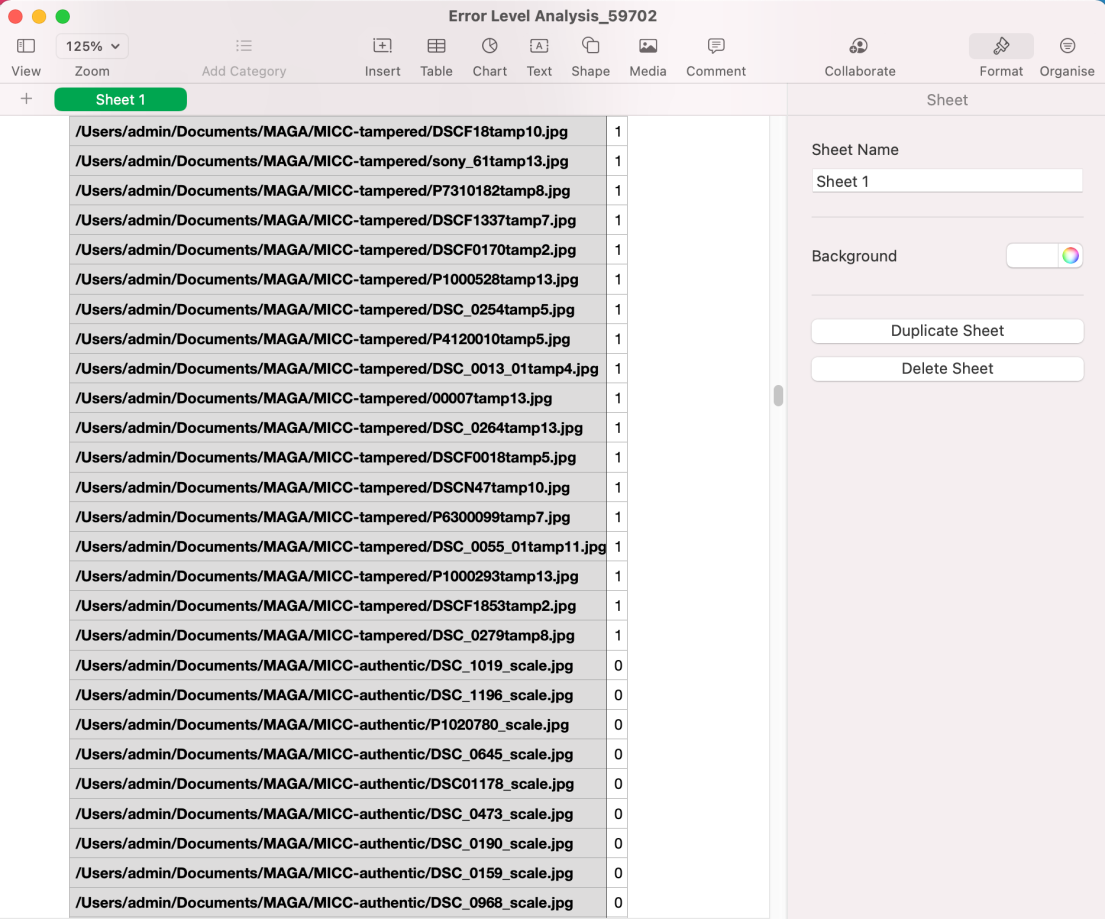 Error Level Analysis_59702
125%
View Zoom Add Category Insert Table Chart Text Shape Media Comment Collaborate Format Organise
Sheet 1
Sheet
/Users/admin/Documents/MAGA/MICC-tampered/DSCF18tamp10.jpg 1
/Users/admin/Documents/MAGA/MICC-tampered/sony_61tamp13.jpg 1
/Users/admin/Documents/MAGA/MICC-tampered/P7310182tamp8.jpg 1
/Users/admin/Documents/MAGA/MICC-tampered/DSCF1337tamp7.jpg 1
/Users/admin/Documents/MAGA/MICC-tampered/DSCF0170tamp2.jpg 1
/Users/admin/Documents/MAGA/MICC-tampered/P1000528tamp13.jpg 1
/Users/admin/Documents/MAGA/MICC-tampered/DSC_0254tamp5.jpg 1
/Users/admin/Documents/MAGA/MICC-tampered/P4120010tamp5.jpg 1
/Users/admin/Documents/MAGA/MICC-tampered/DSC_0013_01tamp4.jpg 1
/Users/admin/Documents/MAGA/MICC-tampered/00007tamp13.jpg 1
/Users/admin/Documents/MAGA/MICC-tampered/DSC_0264tamp13.jpg 1
/Users/admin/Documents/MAGA/MICC-tampered/DSCF0018tamp5.jpg 1
/Users/admin/Documents/MAGA/MICC-tampered/DSCN47tamp10.jpg 1
/Users/admin/Documents/MAGA/MICC-tampered/P6300099tamp7.jpg 1
/Users/admin/Documents/MAGA/MICC-tampered/DSC_0055_01tamp11.jpg 1
/Users/admin/Documents/MAGA/MICC-tampered/P1000293tamp13.jpg 1
/Users/admin/Documents/MAGA/MICC-tampered/DSCF1853tamp2.jpg 1
/Users/admin/Documents/MAGA/MICC-tampered/DSC_0279tamp8.jpg 1
/Users/admin/Documents/MAGA/MICC-authentic/DSC_1019_scale.jpg 0
/Users/admin/Documents/MAGA/MICC-authentic/DSC_1196_scale.jpg 0
/Users/admin/Documents/MAGA/MICC-authentic/P1020780_scale.jpg 0
/Users/admin/Documents/MAGA/MICC-authentic/DSC_0645_scale.jpg 0
/Users/admin/Documents/MAGA/MICC-authentic/DSC01178_scale.jpg 0
/Users/admin/Documents/MAGA/MICC-authentic/DSC_0473_scale.jpg 0
/Users/admin/Documents/MAGA/MICC-authentic/DSC_0190_scale.jpg 0
/Users/admin/Documents/MAGA/MICC-authentic/DSC_0159_scale.jpg 0
/Users/admin/Documents/MAGA/MICC-authentic/DSC_0968_scale.jpg 0
Sheet Name
Sheet 1
Background
Duplicate Sheet
Delete Sheet